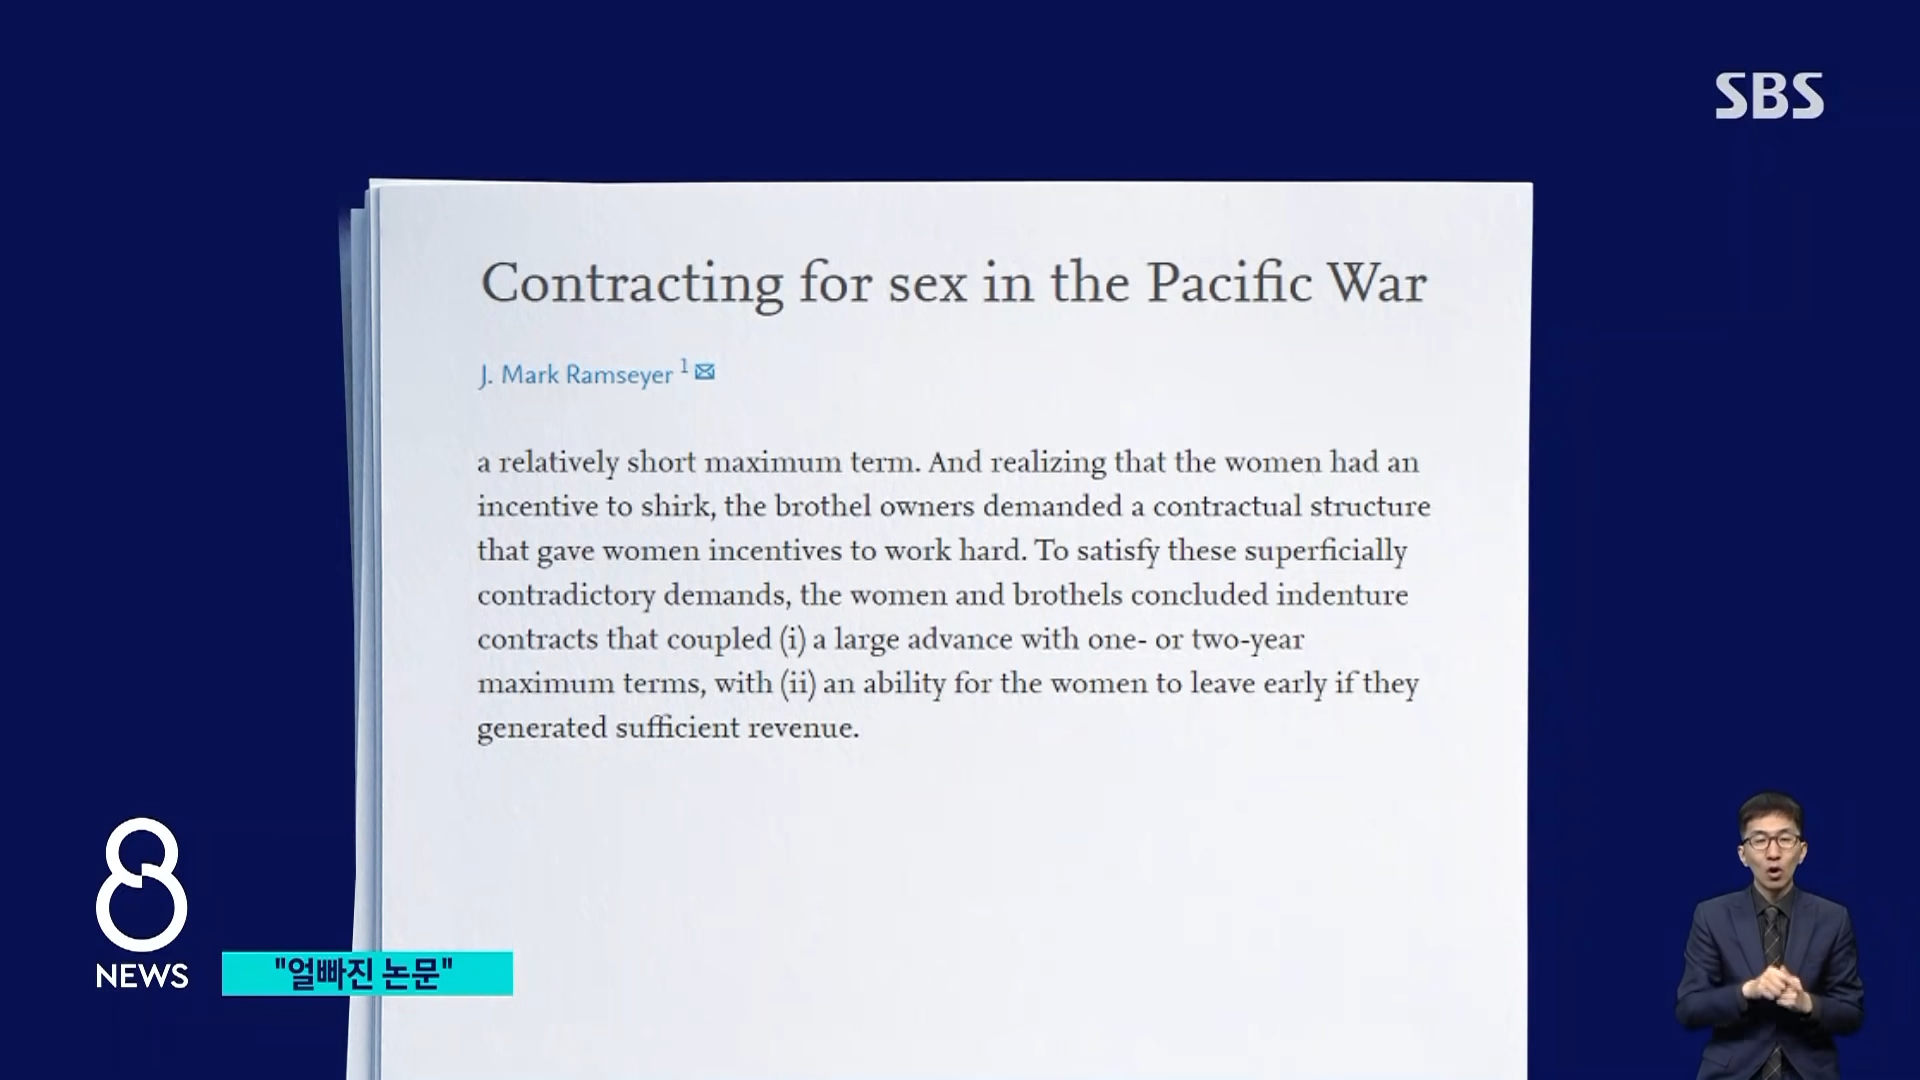 SBS
Contracting for sex in the Pacific War
J. Mark Ramseyer 1
a relatively short maximum term. And realizing that the women had an
incentive to shirk, the brothel owners demanded a contractual structure
that gave women incentives to work hard. To satisfy these superficially
contradictory demands, the women and brothels concluded indenture
contracts that coupled (i) a large advance with one- or two-year
maximum terms, with (ii) an ability for the women to leave early if they
generated sufficient revenue.
8
NEWS
"얼빠진 논문"